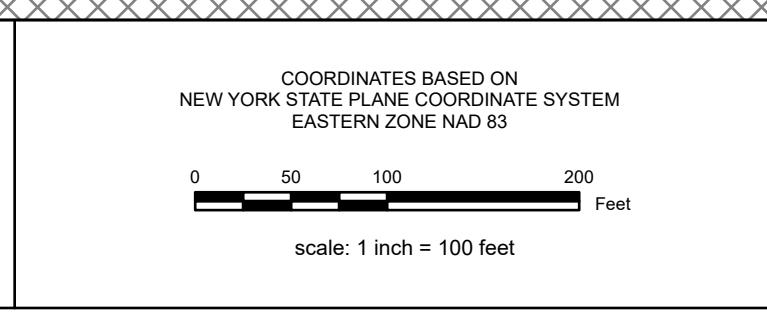 COORDINATES BASED ON
NEW YORK STATE PLANE COORDINATE SYSTEM
EASTERN ZONE NAD 83
0 50 100 200
Feet
scale: 1 inch = 100 feet